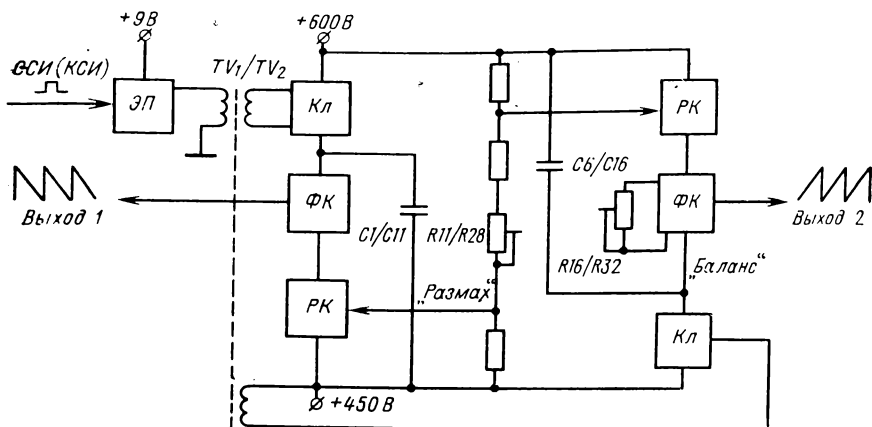 +9В
+600В
ССИ (КСИ)
TV1/TV2
ЭП
Кл
РК
C6/C16
ФК
ФК
Выход 1
C1/C11
R11/R28
Выход 2
R16/R32
„Баланс“
„Размах“
РК
Кл
+450В